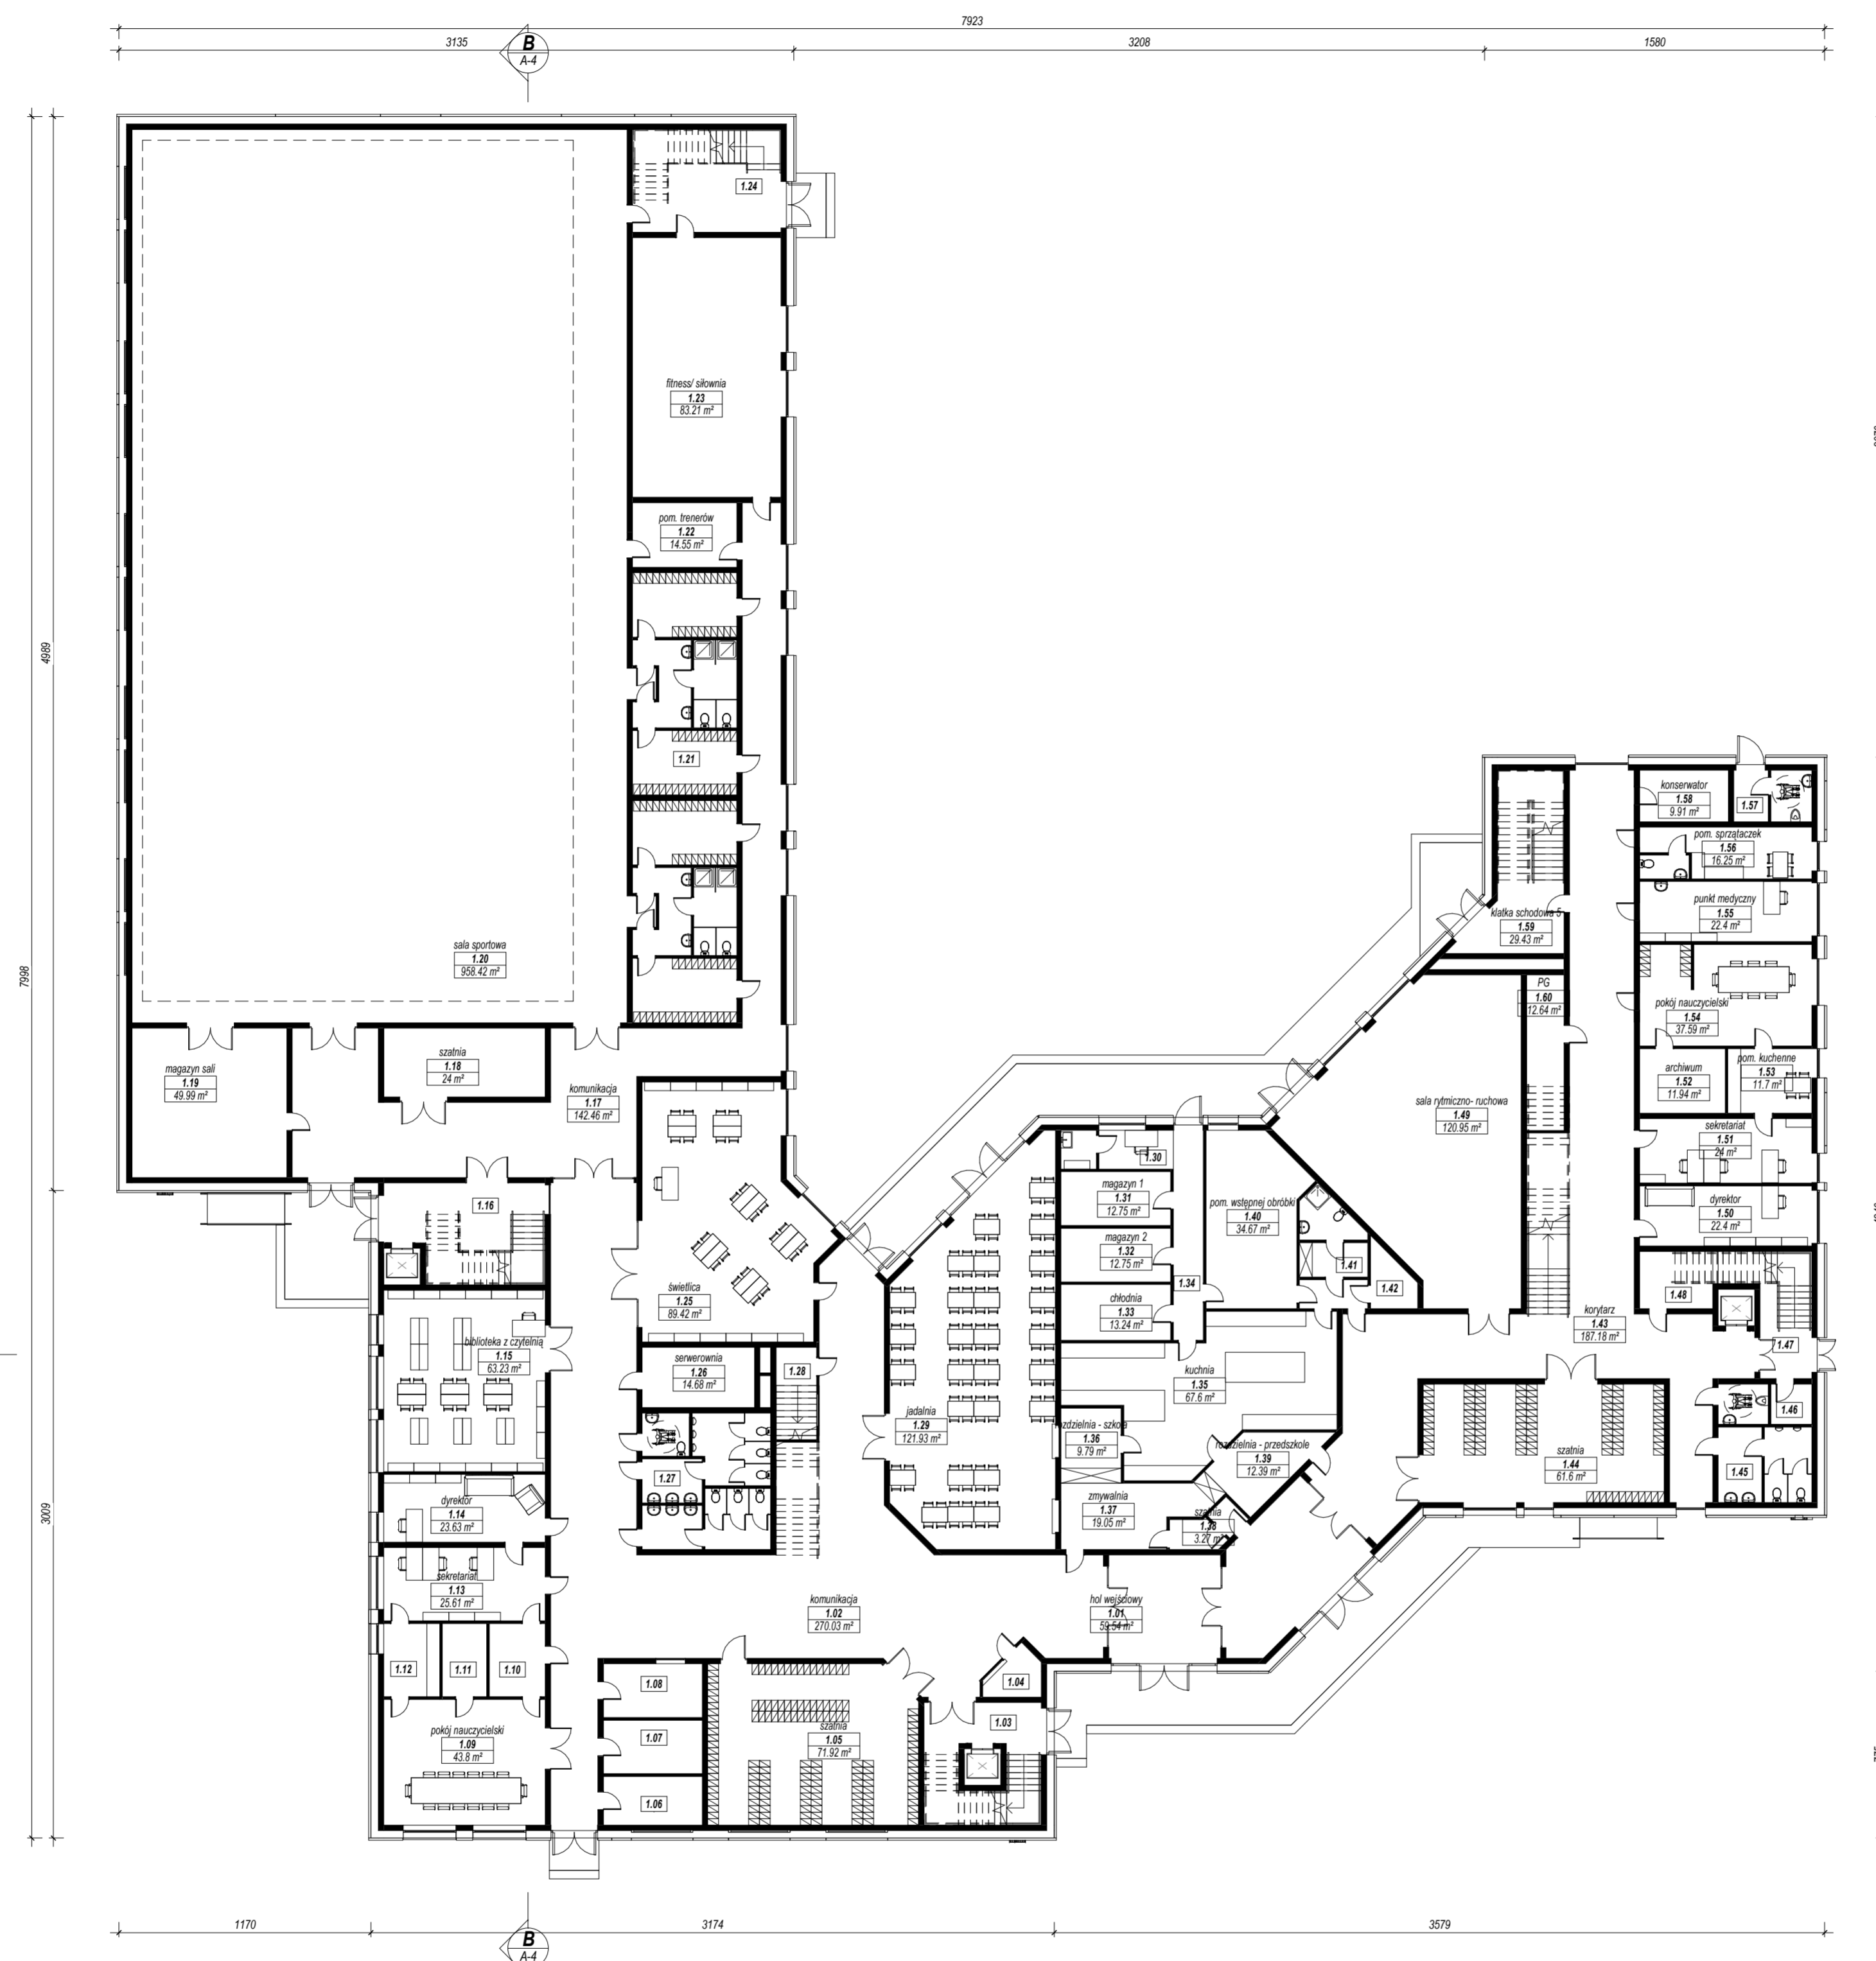 7923
3135
3208
1580
B
A-4
1.24
fitness/ siłownia
1.23
83.21 m²
pom. trenerów
1.22
14.55 m²
4989
1.21
konserwator
1.58
9.91 m²
1.57
pom. sprzątaczek
1.56
16.25 m²
punkt medyczny
1.55
22.4 m²
klatka schodowa 5
1.59
29.43 m²
sala sportowa
1.20
958.42 m²
7998
PG
1.60
12.64 m²
pokój nauczycielski
1.54
37.59 m²
szatnia
1.18
24 m²
magazyn sali
1.19
49.99 m²
komunikacja
1.17
142.46 m²
archiwum
1.52
11.94 m²
pom. kuchenne
1.53
11.7 m²
sala rytmiczno- ruchowa
1.49
120.95 m²
sekretariat
1.51
24 m²
1.30
magazyn 1
1.31
12.75 m²
pom. wstępnej obróbki
1.40
34.67 m²
dyrektor
1.50
22.4 m²
1.16
magazyn 2
1.32
12.75 m²
1.41
1.34
1.42
świetlica
1.25
89.42 m²
chłodnia
1.33
13.24 m²
1.48
korytarz
1.43
187.18 m²
1.47
biblioteka z czytelnią
1.15
63.23 m²
serwerownia
1.26
14.68 m²
1.28
kuchnia
1.35
67.6 m²
jadalnia
1.29
121.93 m²
1.46
rozdzielnia - szkoła
1.36
9.79 m²
rozdzielnia - przedszkole
1.39
12.39 m²
szatnia
1.44
61.6 m²
1.45
1.27
dyrektor
1.14
23.63 m²
zmywalnia
1.37
19.05 m²
szatnia
1.38
3.27 m²
3009
sekretariat
1.13
25.61 m²
komunikacja
1.02
270.03 m²
hol wejściowy
1.01
59.54 m²
1.12
1.11
1.10
1.08
1.04
1.03
pokój nauczycielski
1.09
43.8 m²
1.07
szatnia
1.05
71.92 m²
1.06
1170
3174
3579
B
A-4